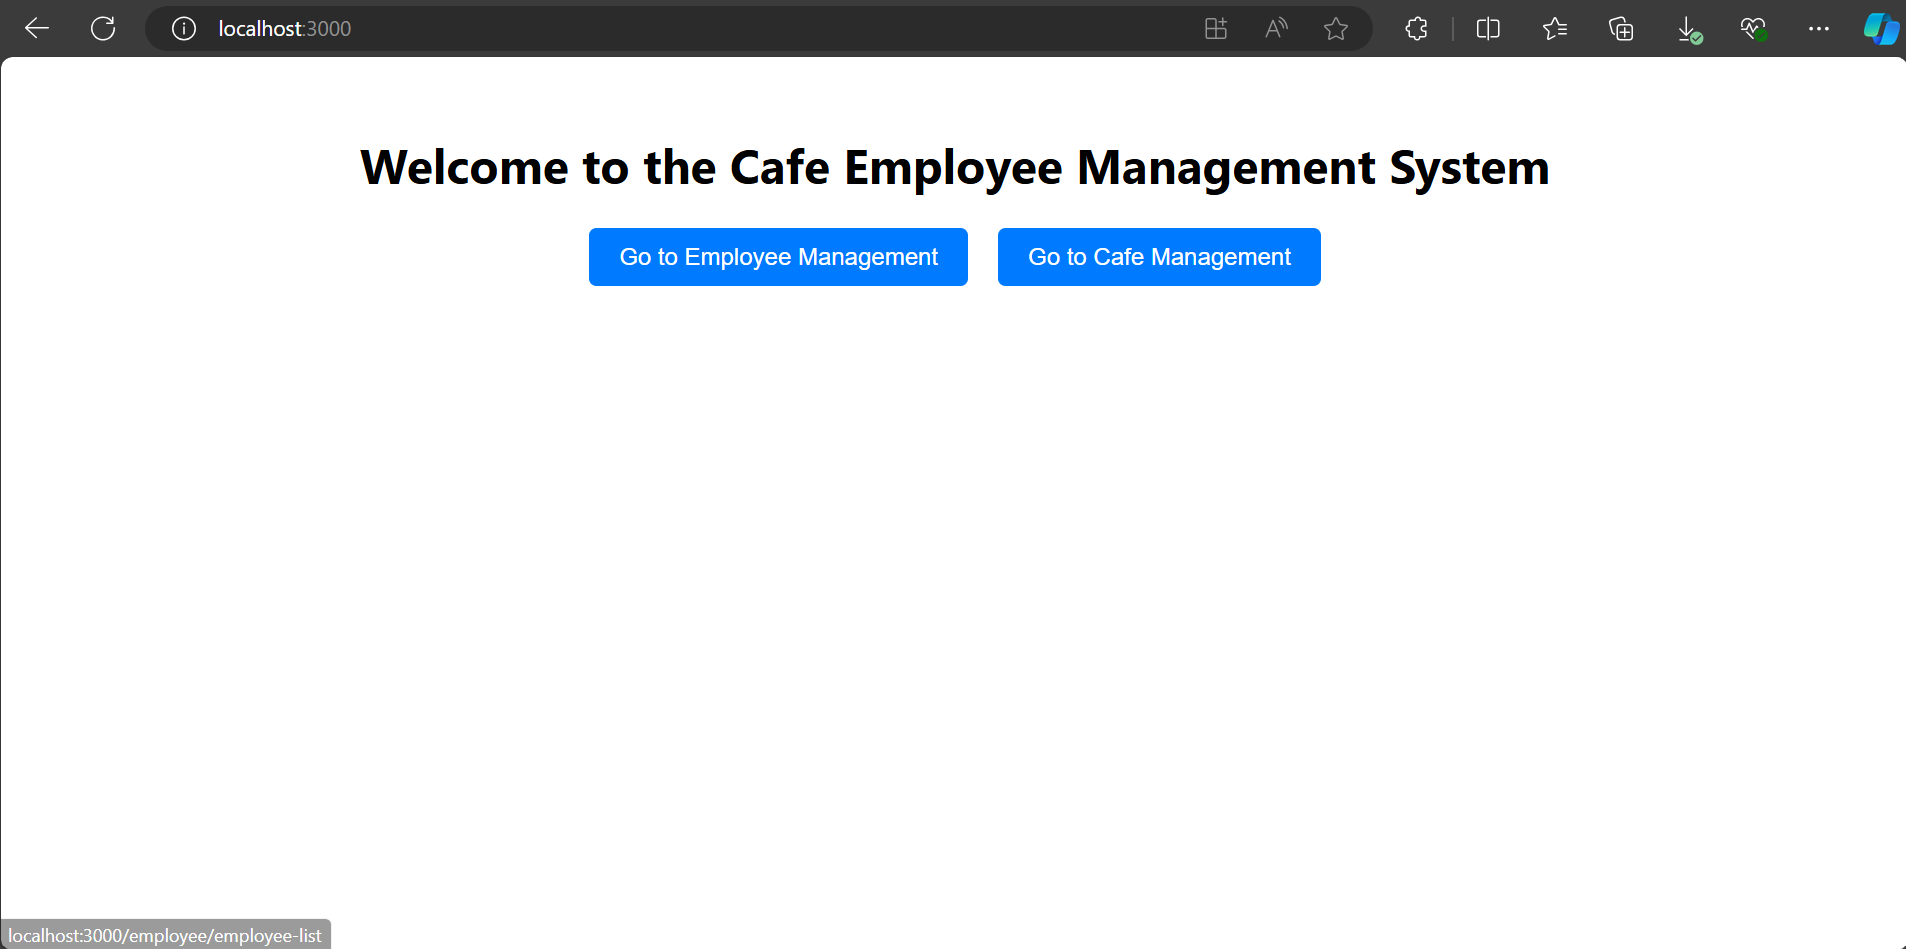 localhost:3000
Welcome to the Cafe Employee Management System
Go to Employee Management
Go to Cafe Management
localhost:3000/employee/employee-list